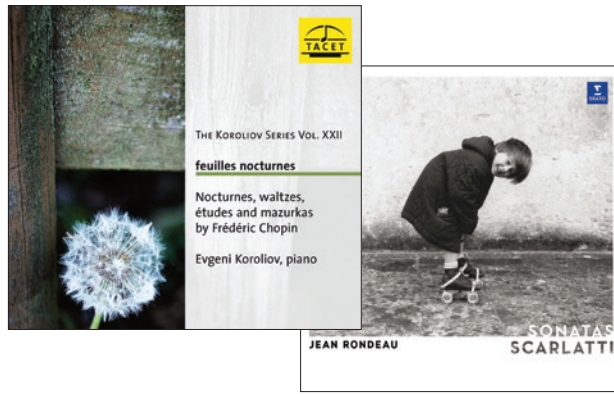 TACET
THE KOROLIOV SERIES VOL. XXII
feuilles nocturnes
Nocturnes, waltzes,
études and mazurkas
by Frédéric Chopin
Evgeni Koroliov, piano
ERATO
JEAN RONDEAU
SONATAS
SCARLATTI